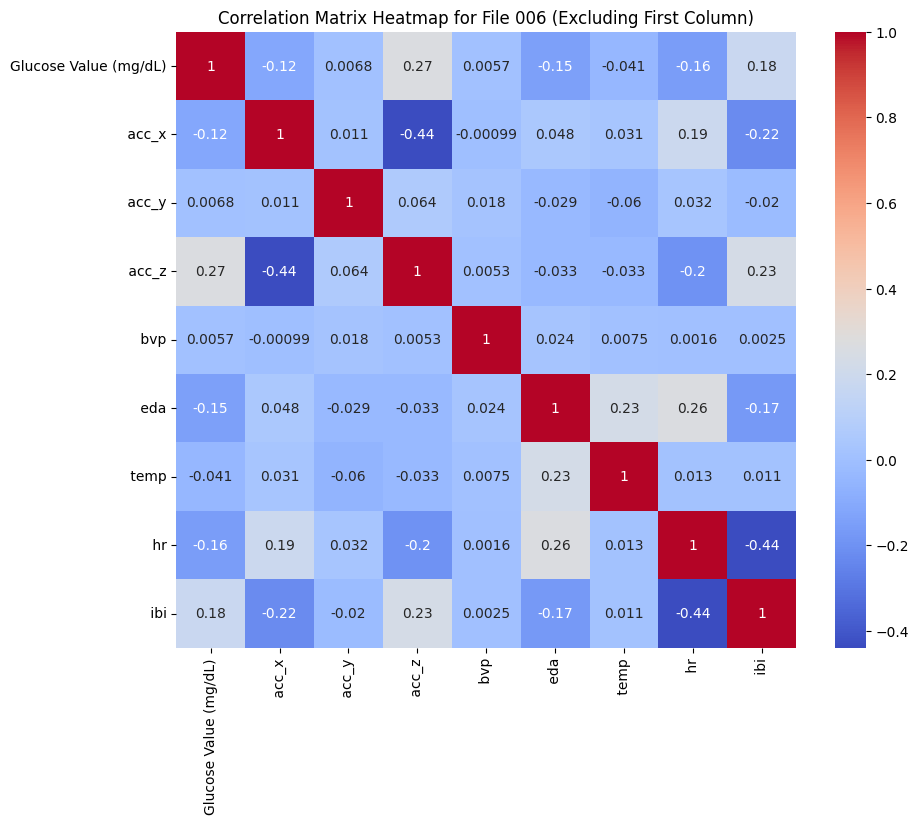 Correlation Matrix Heatmap for File 006 (Excluding First Column)
Glucose Value (mg/dL) 1 -0.12 0.0068 0.27 0.0057 -0.15 -0.041 -0.16 0.18
acc_x -0.12 1 0.011 -0.44 -0.00099 0.048 0.031 0.19 -0.22
acc_y 0.0068 0.011 1 0.064 0.018 -0.029 -0.06 0.032 -0.02
acc_z 0.27 -0.44 0.064 1 0.0053 -0.033 -0.033 -0.2 0.23
bvp 0.0057 -0.00099 0.018 0.0053 1 0.024 0.0075 0.0016 0.0025
eda -0.15 0.048 -0.029 -0.033 0.024 1 0.23 0.26 -0.17
temp -0.041 0.031 -0.06 -0.033 0.0075 0.23 1 0.013 0.011
hr -0.16 0.19 0.032 -0.2 0.0016 0.26 0.013 1 -0.44
ibi 0.18 -0.22 -0.02 0.23 0.0025 -0.17 0.011 -0.44 1
Glucose Value (mg/dL) acc_x acc_y acc_z bvp eda temp hr ibi
1.0
0.8
0.6
0.4
0.2
0.0
−0.2
−0.4